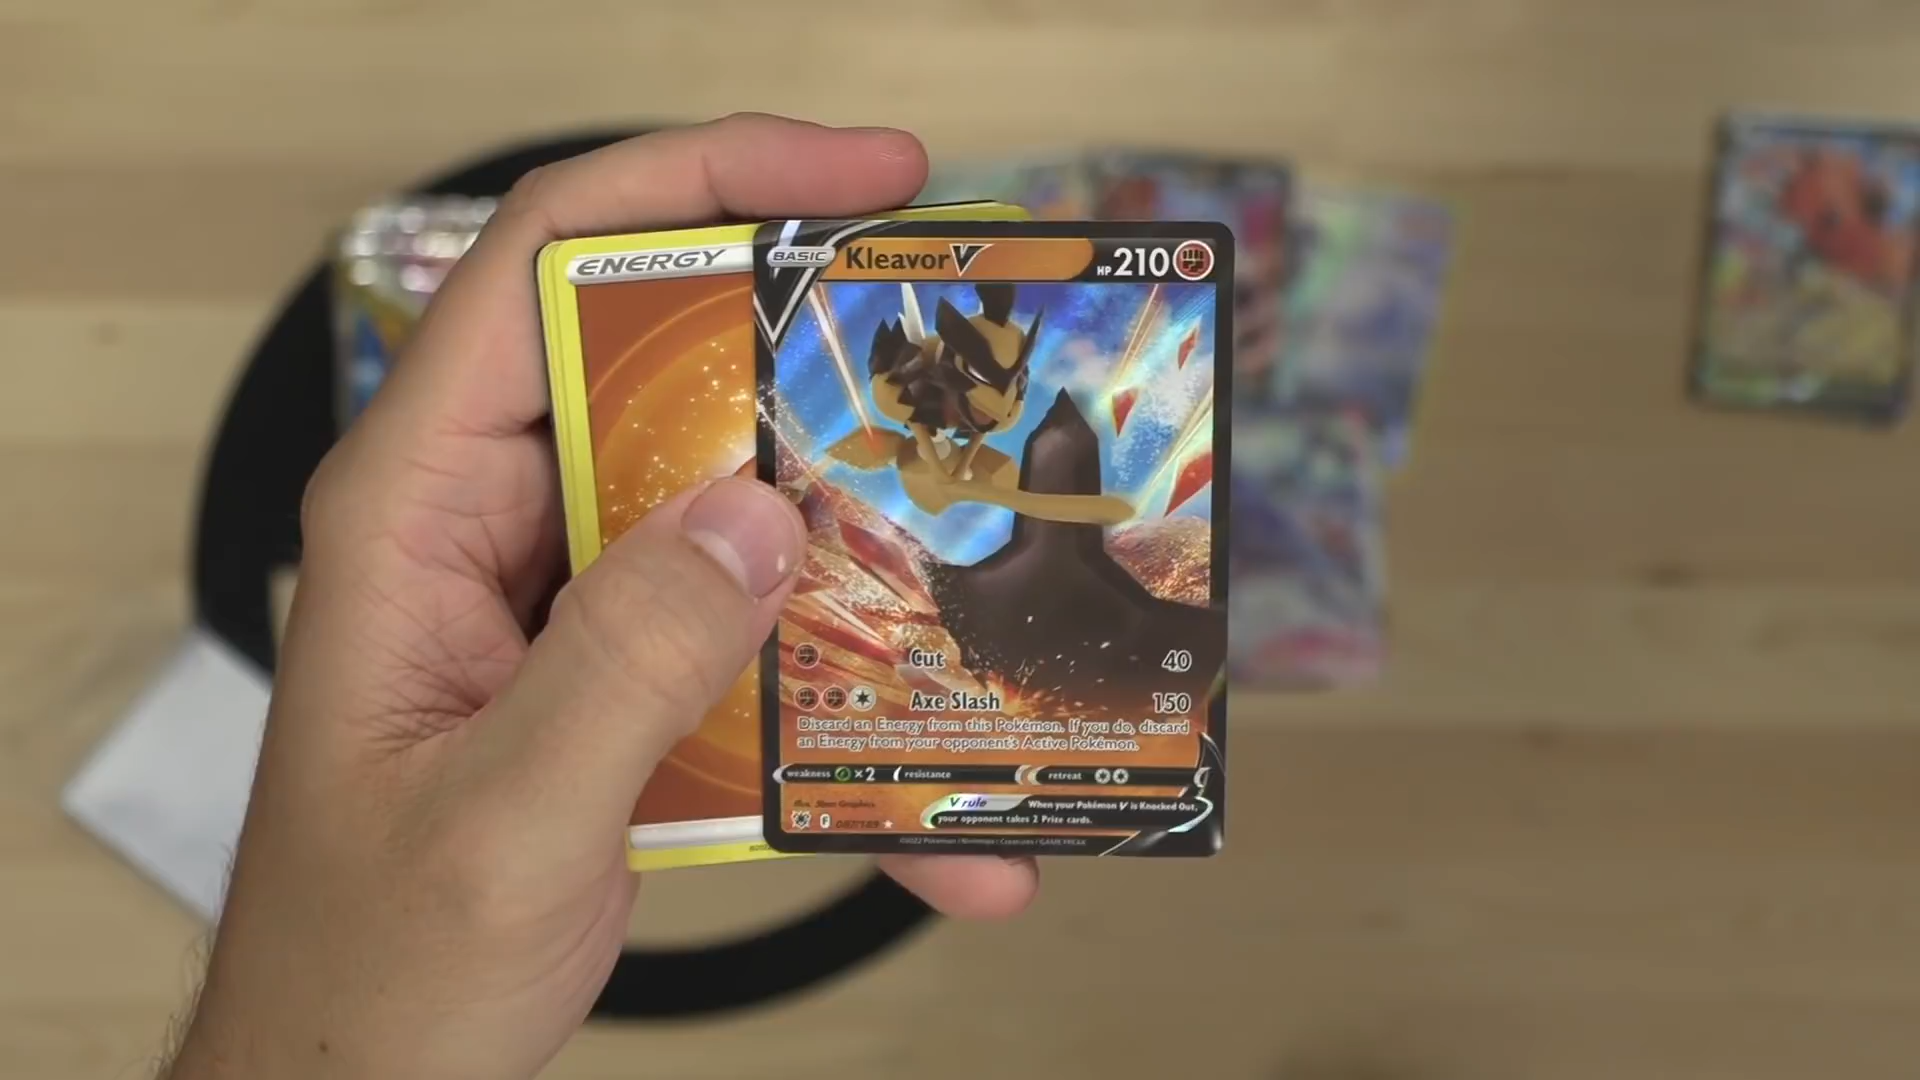 ENERGY
BASIC Kleavor V HP 210
Cut 40
Axe Slash 150
Discard an Energy from this Pokémon. If you do, discard
an Energy from your opponent's Active Pokémon.
weakness ×2 resistance retreat
Illus.
V rule When your Pokémon V is Knocked Out,
your opponent takes 2 Prize cards.
F /189
©2022 Pokémon / Nintendo / Creatures / GAME FREAK